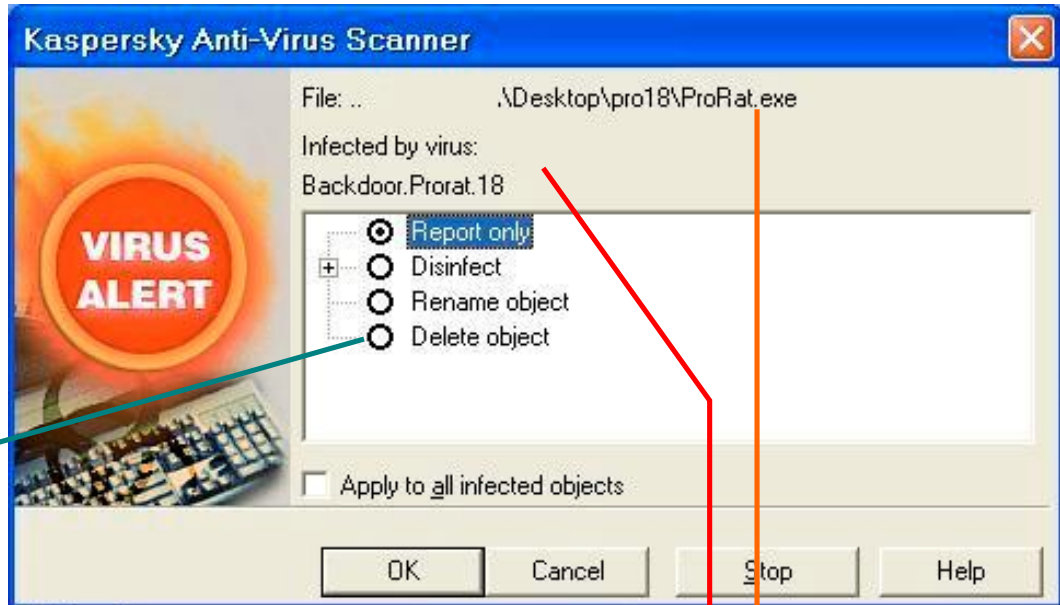 Kaspersky Anti-Virus Scanner
File: .. .\Desktop\pro18\ProRat.exe
Infected by virus:
Backdoor.Prorat.18
VIRUS
ALERT
Report only
Disinfect
Rename object
Delete object
Apply to all infected objects
OK Cancel Stop Help